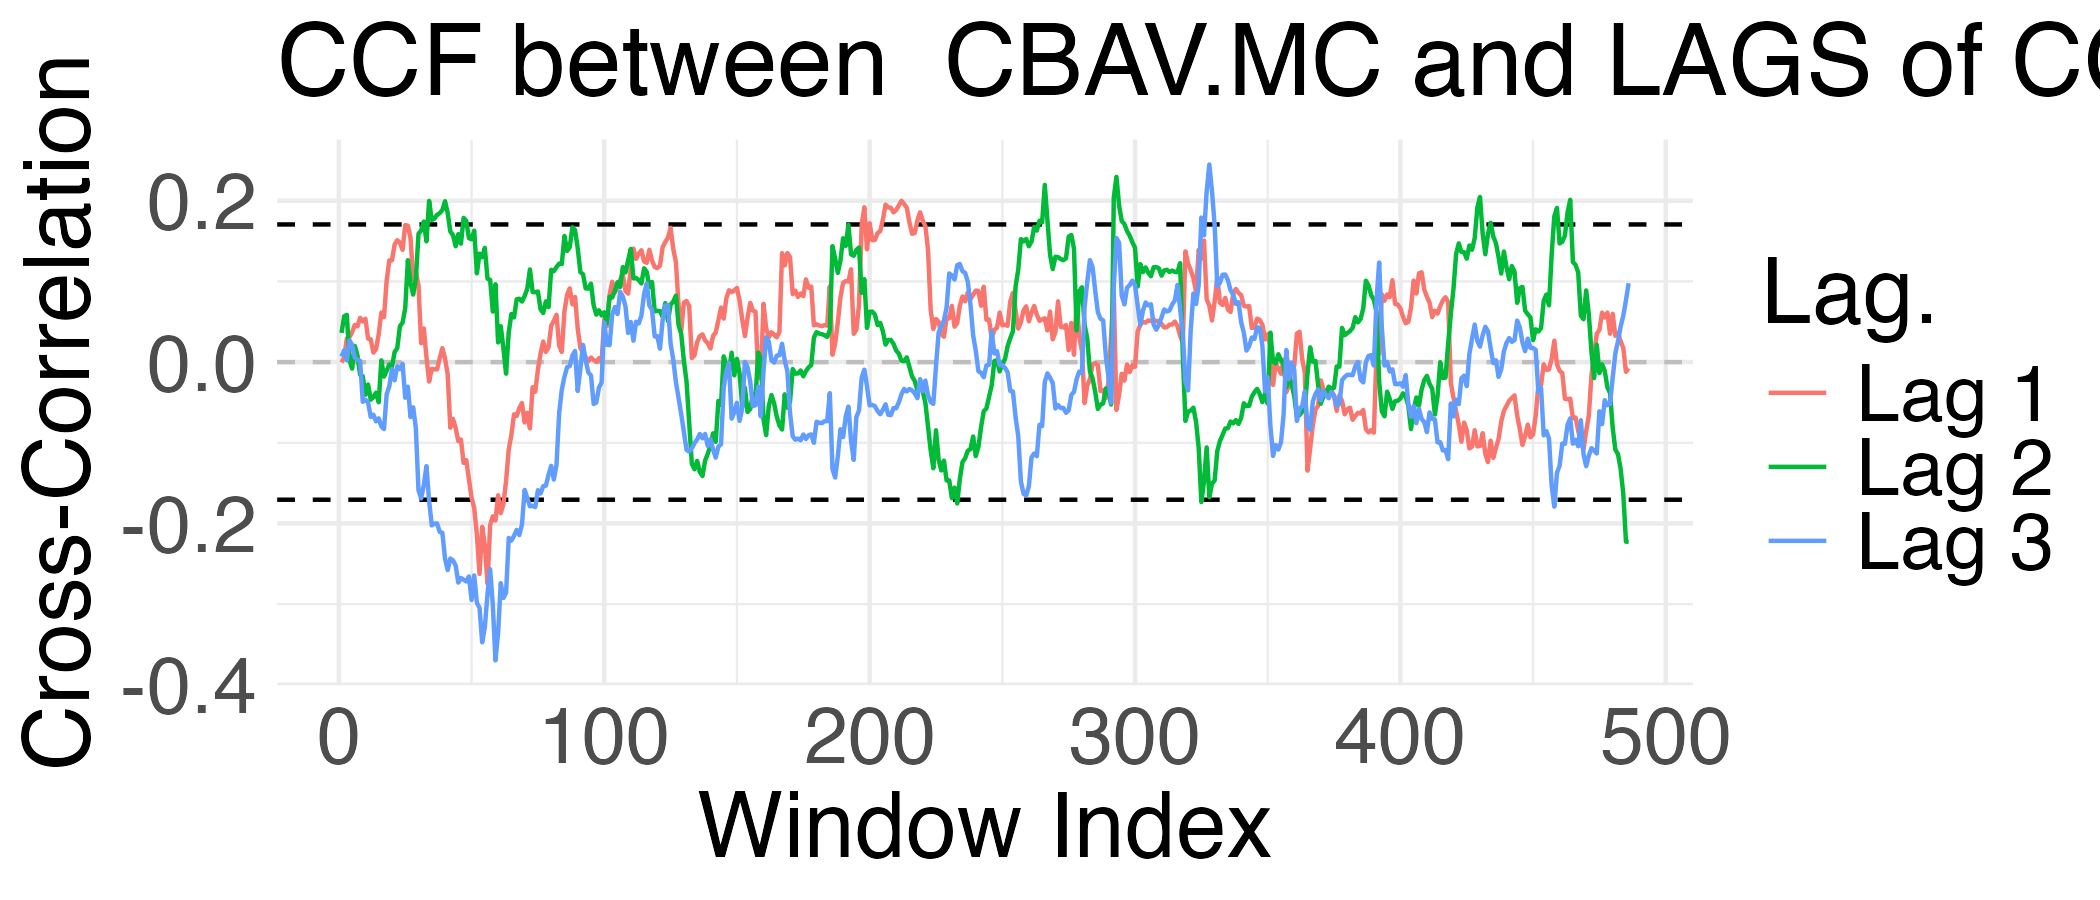 CCF between CBAV.MC and LAGS of
Cross-Correlation
0.2
0.0
-0.2
-0.4
0 100 200 300 400 500
Window Index
Lag.
Lag 1
Lag 2
Lag 3